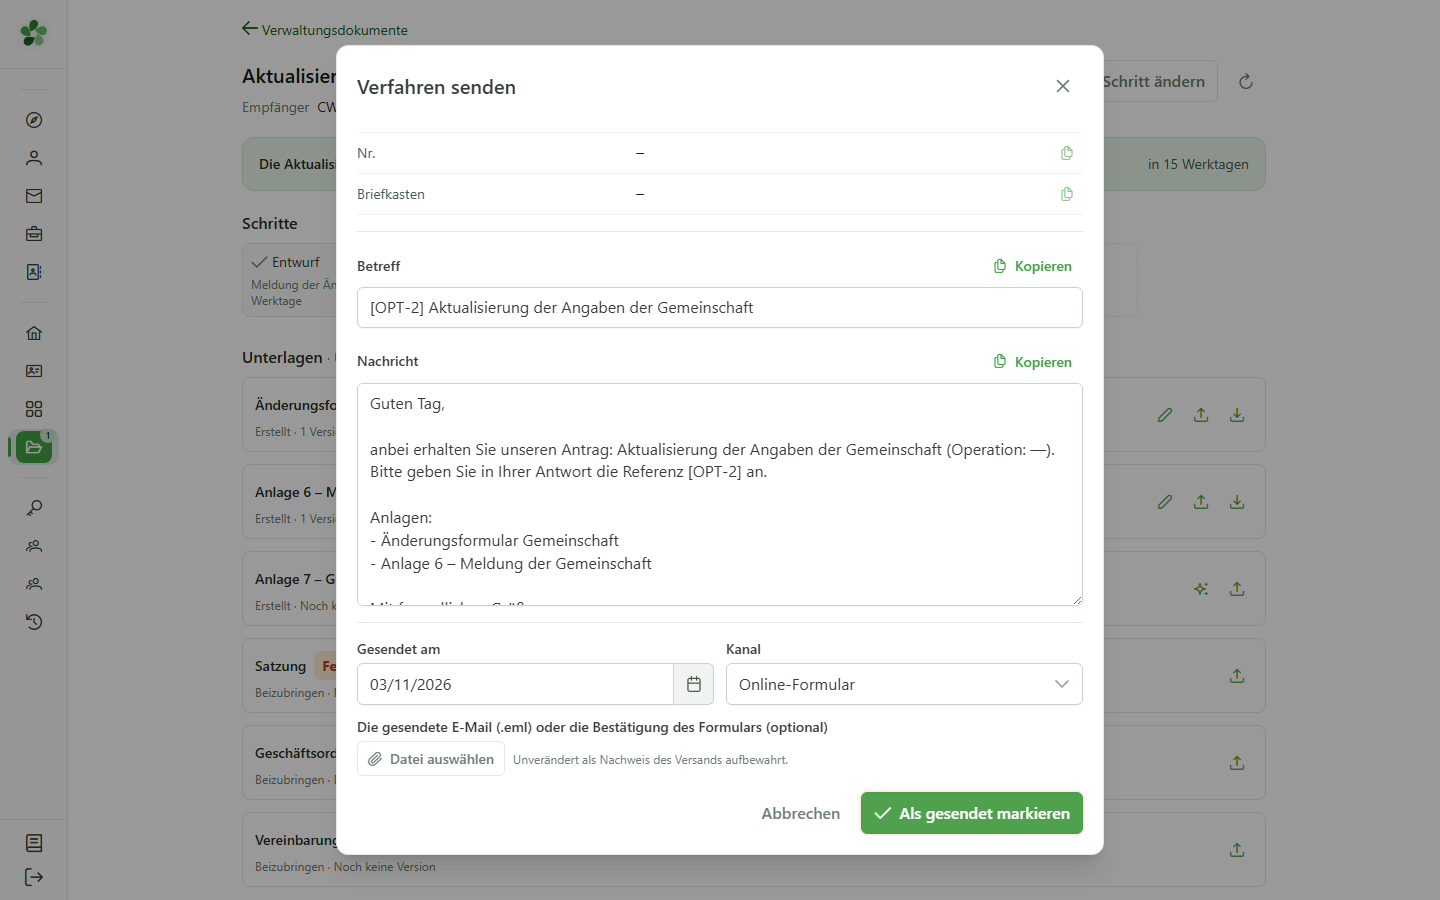 Verwaltungsdokumente
Aktualisier
Schritt ändern
Empfänger CW
Die Aktualisi
in 15 Werktagen
Schritte
Entwurf
Meldung der Än
Werktage
Unterlagen ·
Änderungsfo
Erstellt · 1 Versi
Anlage 6 – M
Erstellt · 1 Versi
Anlage 7 – G
Erstellt · Noch k
Satzung Fe
Beizubringen ·
Geschäftsord
Beizubringen ·
Vereinbarung
Beizubringen · Noch keine Version
1
Verfahren senden
Nr. –
Briefkasten –
Betreff Kopieren
[OPT-2] Aktualisierung der Angaben der Gemeinschaft
Nachricht Kopieren
Guten Tag,
anbei erhalten Sie unseren Antrag: Aktualisierung der Angaben der Gemeinschaft (Operation: —).
Bitte geben Sie in Ihrer Antwort die Referenz [OPT-2] an.
Anlagen:
- Änderungsformular Gemeinschaft
- Anlage 6 – Meldung der Gemeinschaft
Gesendet am Kanal
03/11/2026 Online-Formular
Die gesendete E-Mail (.eml) oder die Bestätigung des Formulars (optional)
Datei auswählen Unverändert als Nachweis des Versands aufbewahrt.
Abbrechen Als gesendet markieren